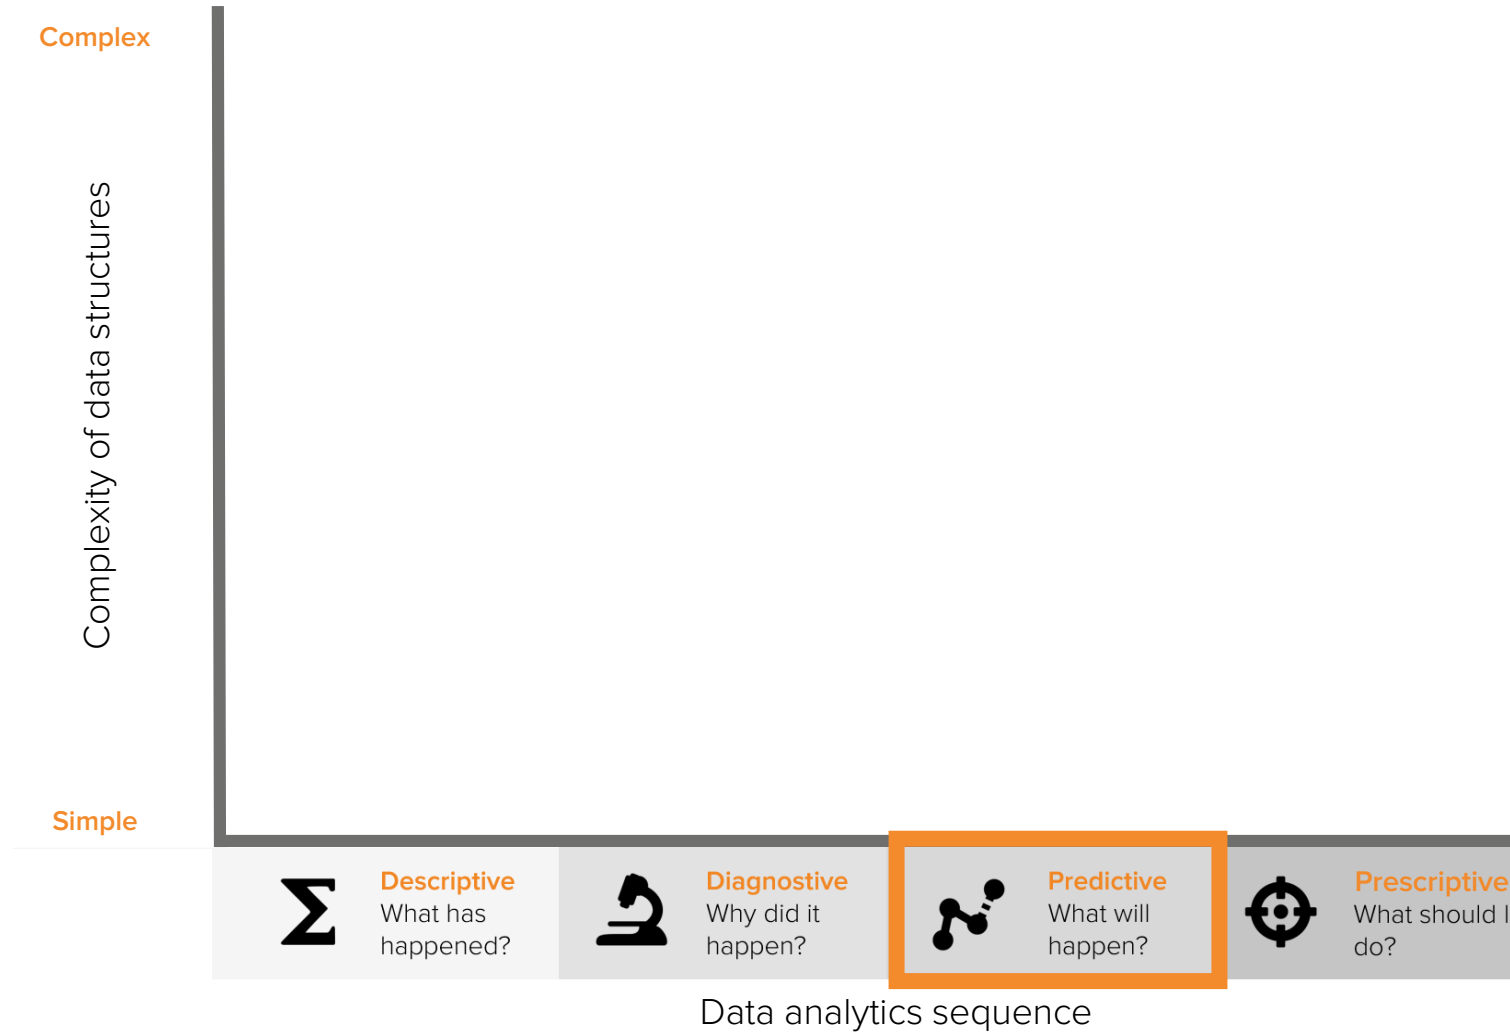 Complex
Complexity of data structures
Simple
Descriptive
What has
happened?
Diagnostive
Why did it
happen?
Predictive
What will
happen?
Prescriptive
What should I
do?
Data analytics sequence